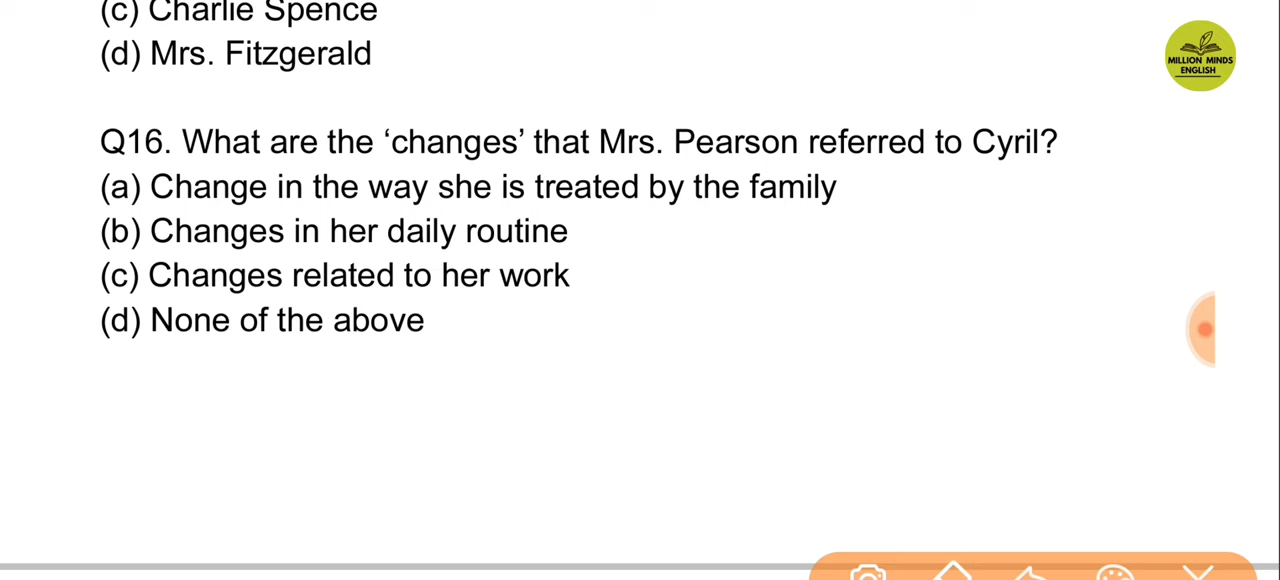 (c) Charlie Spence
(d) Mrs. Fitzgerald
MILLION MINDS
ENGLISH
Q16. What are the ‘changes’ that Mrs. Pearson referred to Cyril?
(a) Change in the way she is treated by the family
(b) Changes in her daily routine
(c) Changes related to her work
(d) None of the above